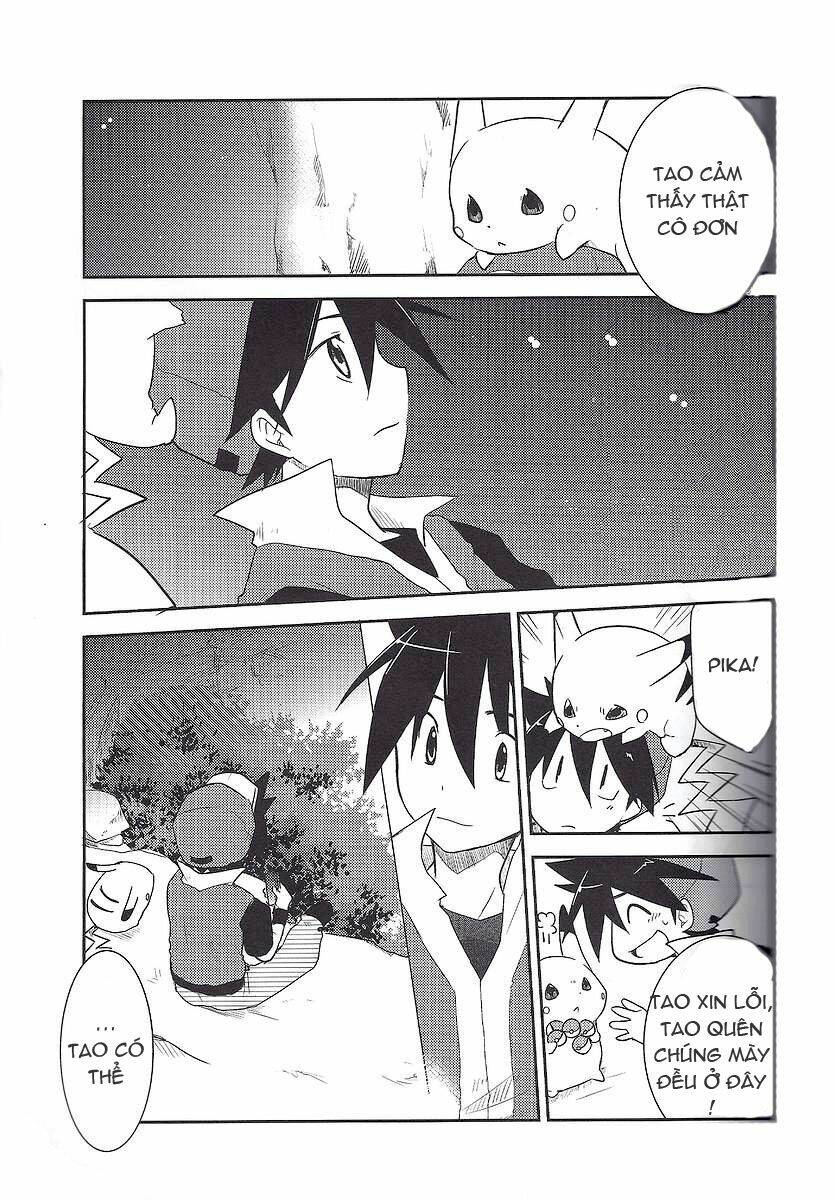 TAO CẢM
THẤY THẬT
CÔ ĐƠN
PIKA!
TAO XIN LỖI,
TAO QUÊN
CHÚNG MÀY
ĐỀU Ở ĐÂY
!
...
TAO CÓ
THỂ